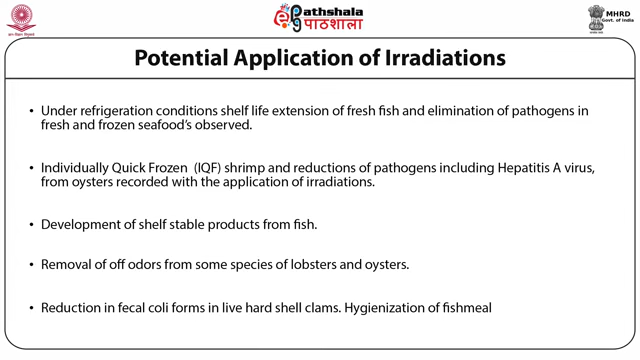 Pathshala
पाठशाला
MHRD
Govt. of India
Potential Application of Irradiations
• Under refrigeration conditions shelf life extension of fresh fish and elimination of pathogens in
fresh and frozen seafood's observed.
• Individually Quick Frozen (IQF) shrimp and reductions of pathogens including Hepatitis A virus,
from oysters recorded with the application of irradiations.
• Development of shelf stable products from fish.
• Removal of off odors from some species of lobsters and oysters.
• Reduction in fecal coli forms in live hard shell clams. Hygienization of fishmeal